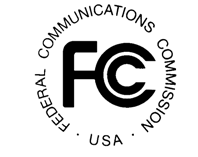 FEDERAL COMMUNICATIONS COMMISSION
FCC
· USA ·